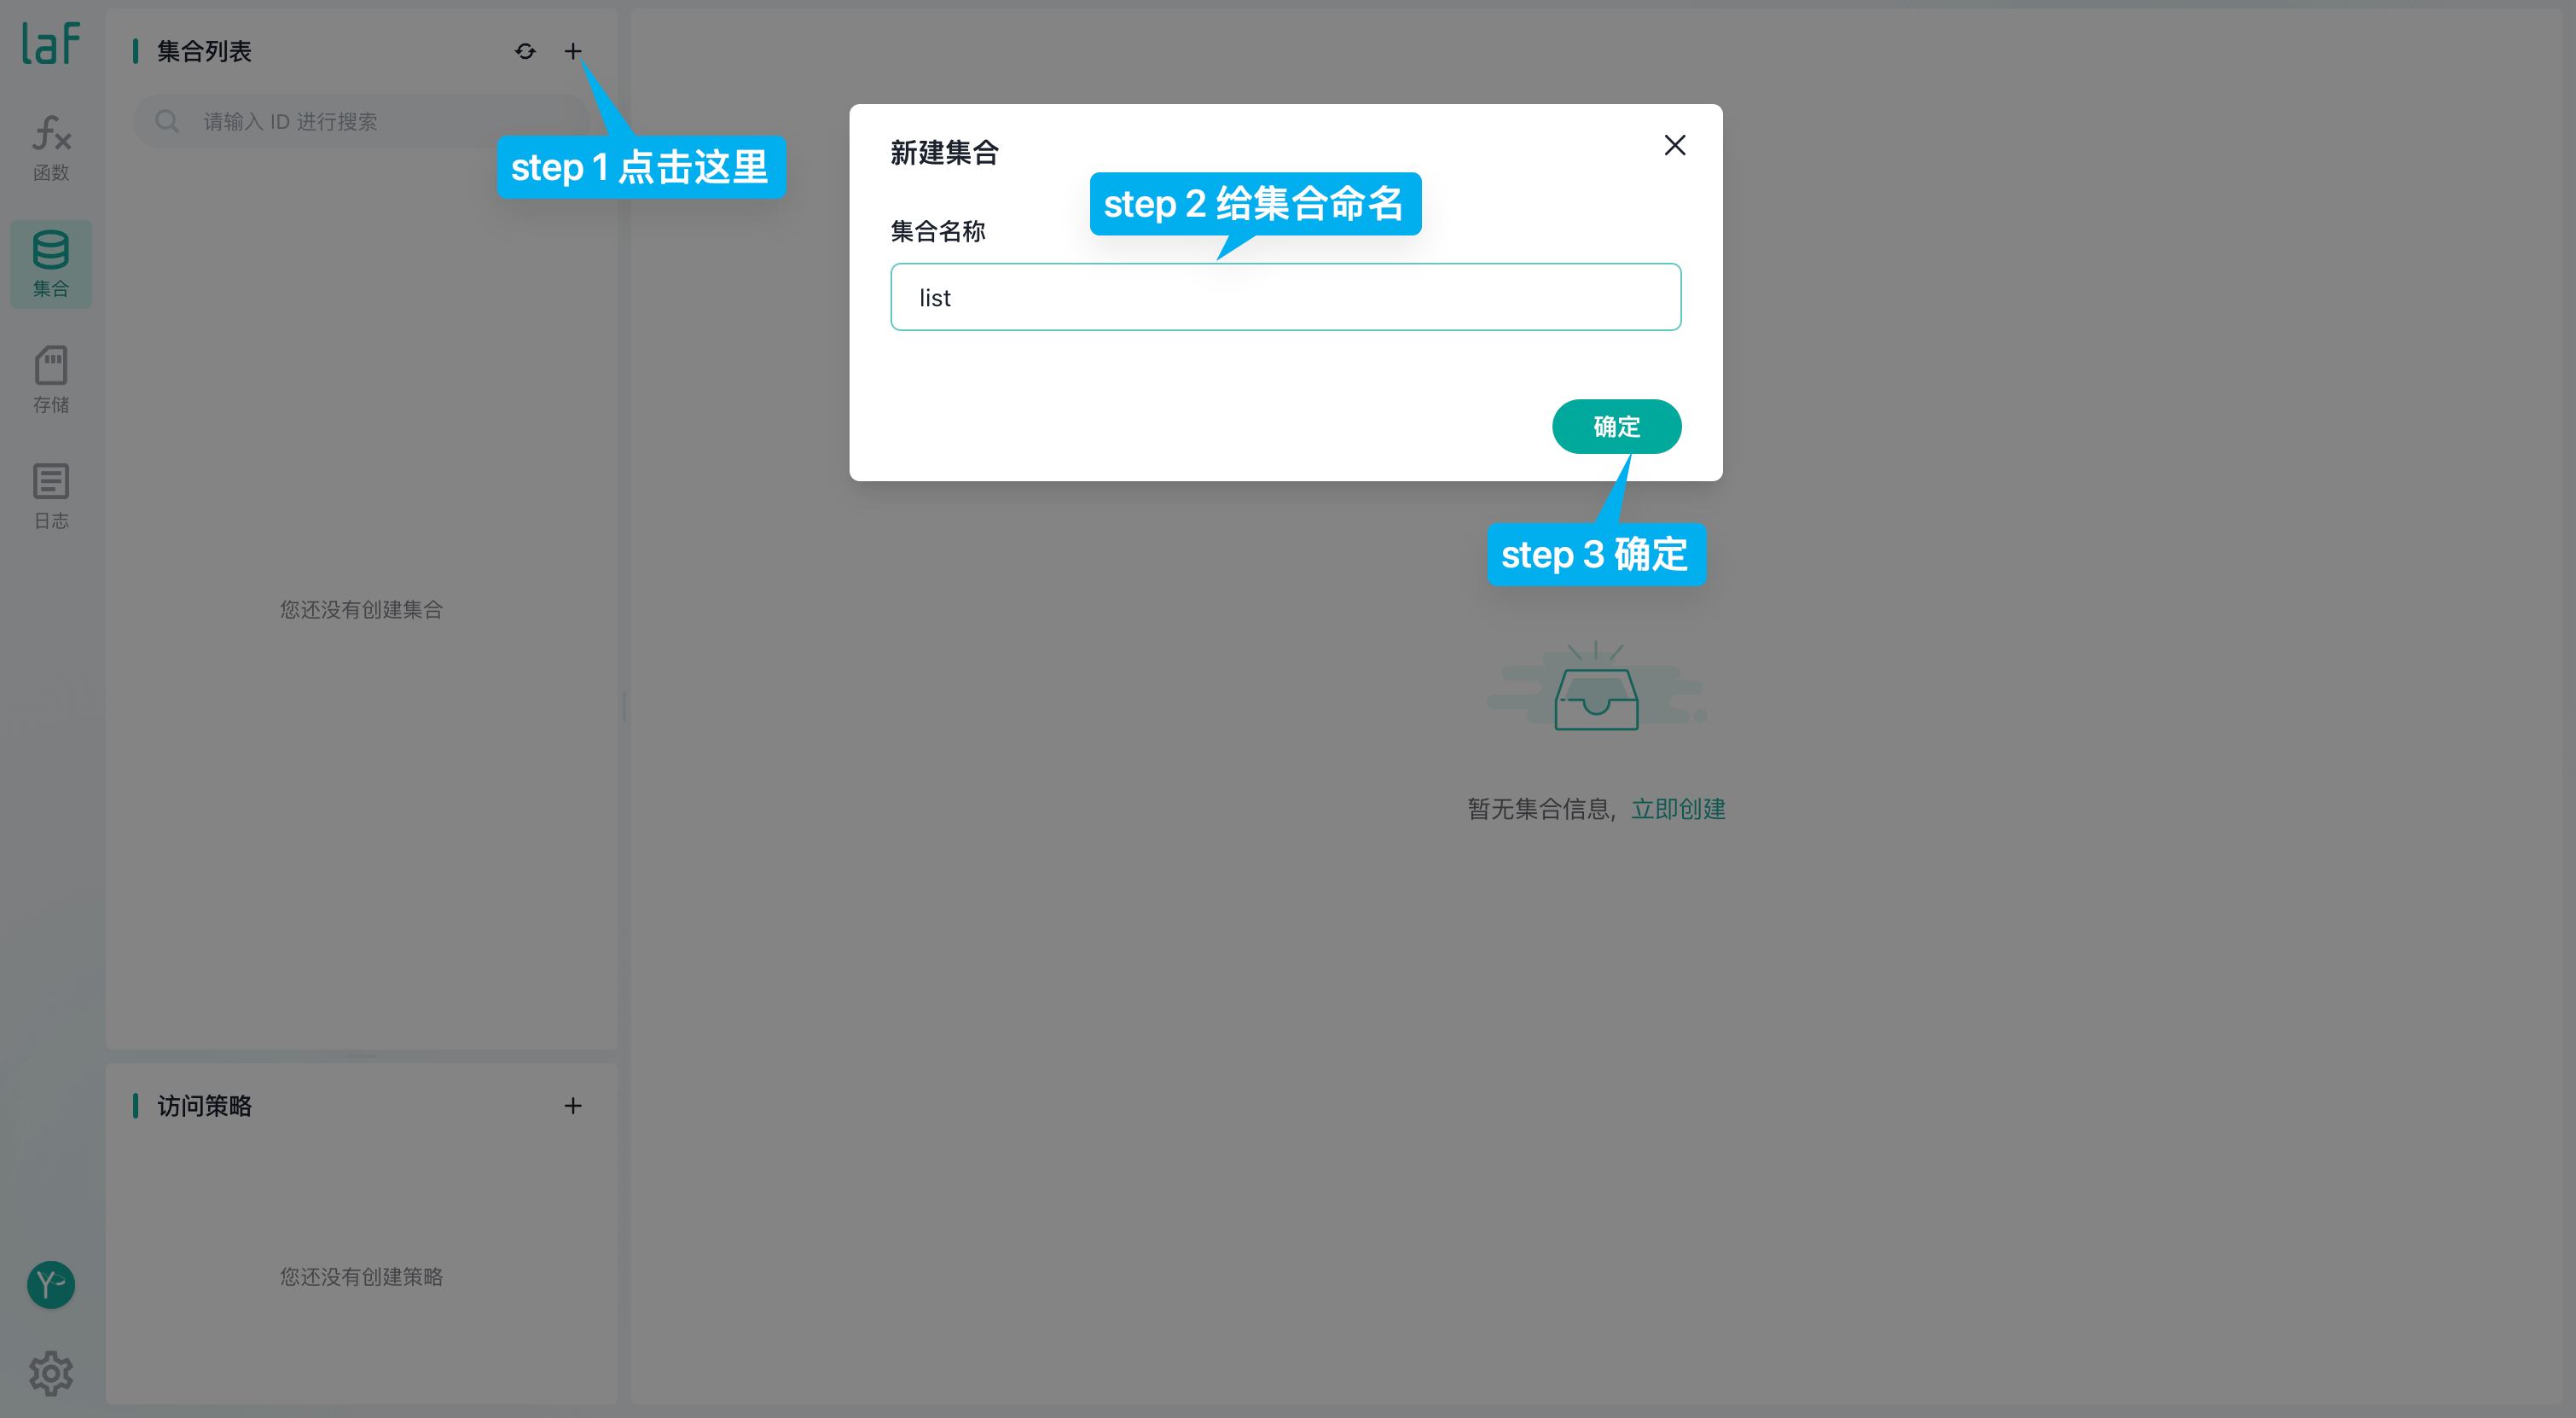 laf
函数
集合
存储
日志
集合列表
请输入 ID 进行搜索
step 1 点击这里
您还没有创建集合
访问策略
您还没有创建策略
新建集合
step 2 给集合命名
集合名称
list
确定
step 3 确定
暂无集合信息，立即创建